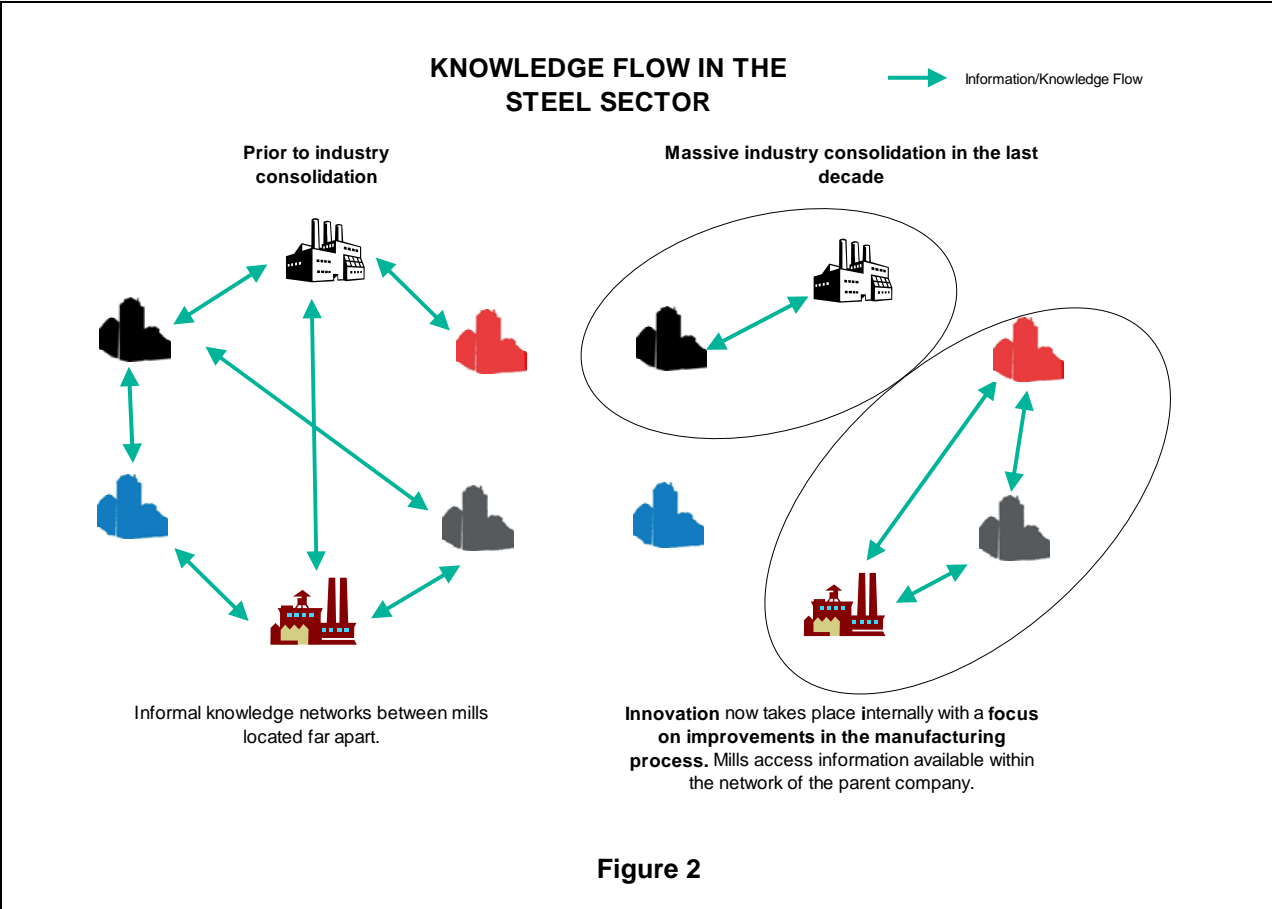 KNOWLEDGE FLOW IN THE
STEEL SECTOR
Information/Knowledge Flow
Prior to industry
consolidation
Massive industry consolidation in the last
decade
Informal knowledge networks between mills
located far apart.
Innovation now takes place internally with a focus
on improvements in the manufacturing
process. Mills access information available within
the network of the parent company.
Figure 2